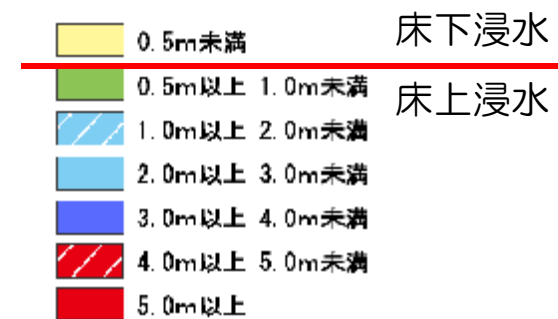 0.5m未満 床下浸水
0.5m以上 1.0m未満 床上浸水
1.0m以上 2.0m未満
2.0m以上 3.0m未満
3.0m以上 4.0m未満
4.0m以上 5.0m未満
5.0m以上